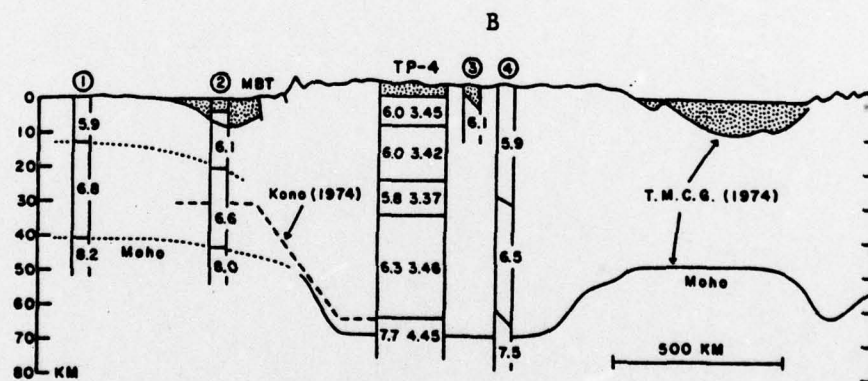 B
① ② MBT TP-4 ③ ④
0
10
20
30
40
50
60
70
80 KM
5.9
6.8
8.2
Moho
6.1
6.6
8.0
Kono (1974)
6.0 3.45
6.0 3.42
5.8 3.37
6.3 3.46
7.7 4.45
6.1
5.9
6.5
7.5
T.M.C.G. (1974)
Moho
500 KM